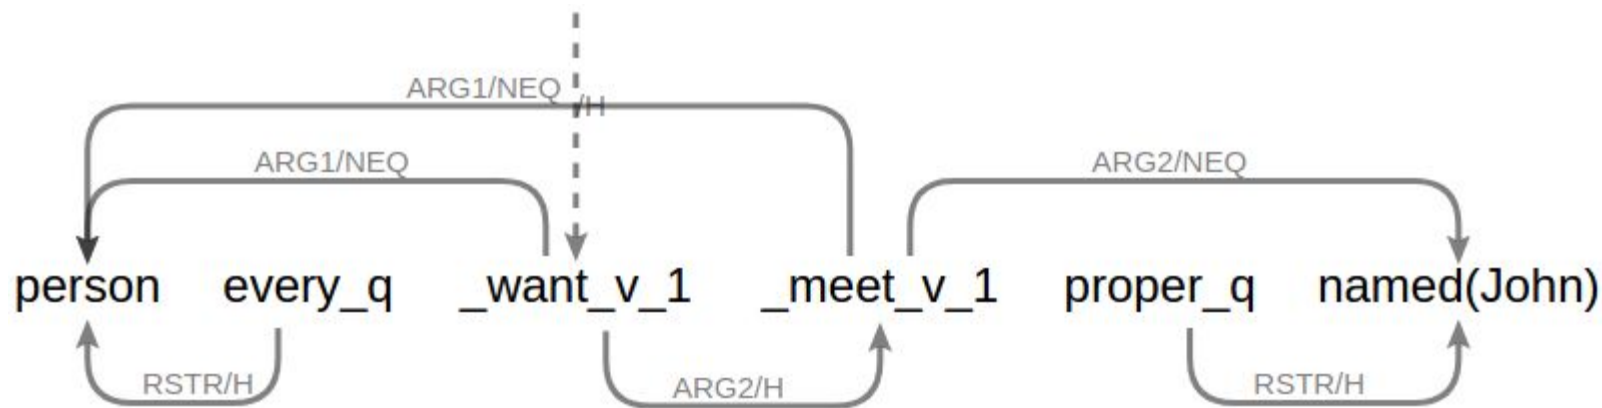 ARG1/NEQ /H
ARG1/NEQ ARG2/NEQ
person every_q _want_v_1 _meet_v_1 proper_q named(John)
RSTR/H ARG2/H RSTR/H